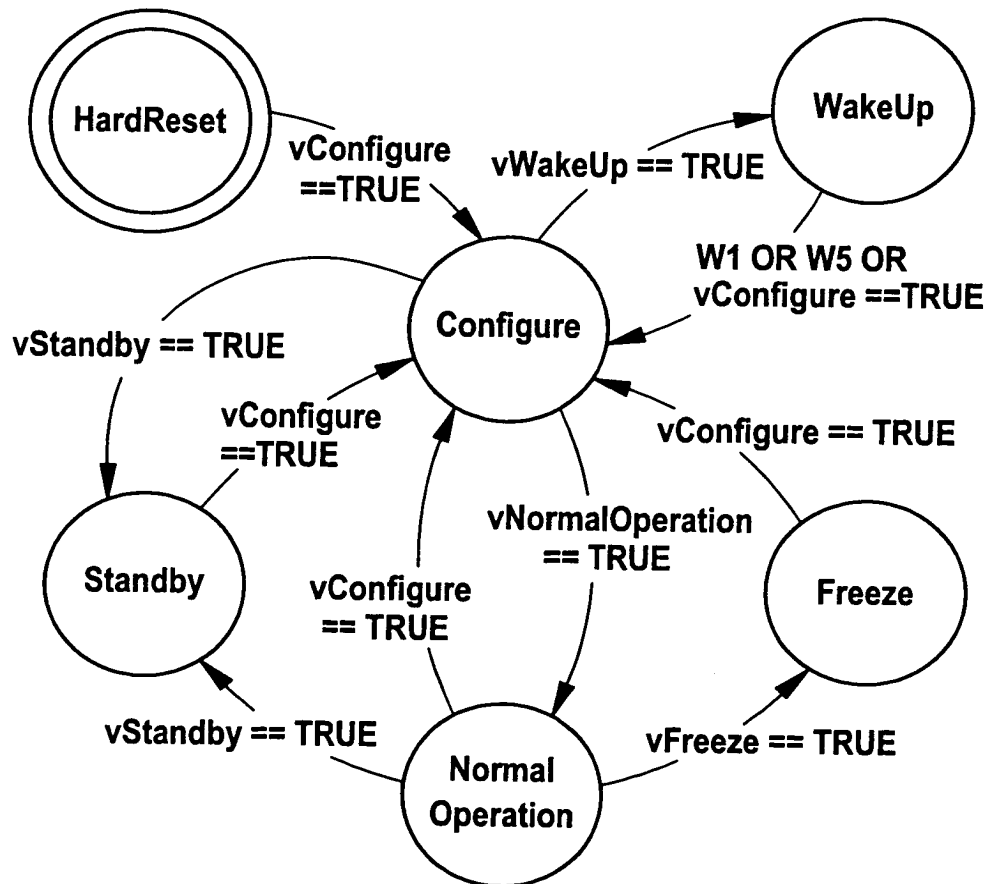 HardReset
WakeUp
vConfigure
==TRUE
vWakeUp == TRUE
W1 OR W5 OR
vConfigure ==TRUE
Configure
vStandby == TRUE
vConfigure
==TRUE
vConfigure == TRUE
vNormalOperation
== TRUE
Standby
vConfigure
== TRUE
Freeze
vStandby == TRUE
vFreeze == TRUE
Normal
Operation